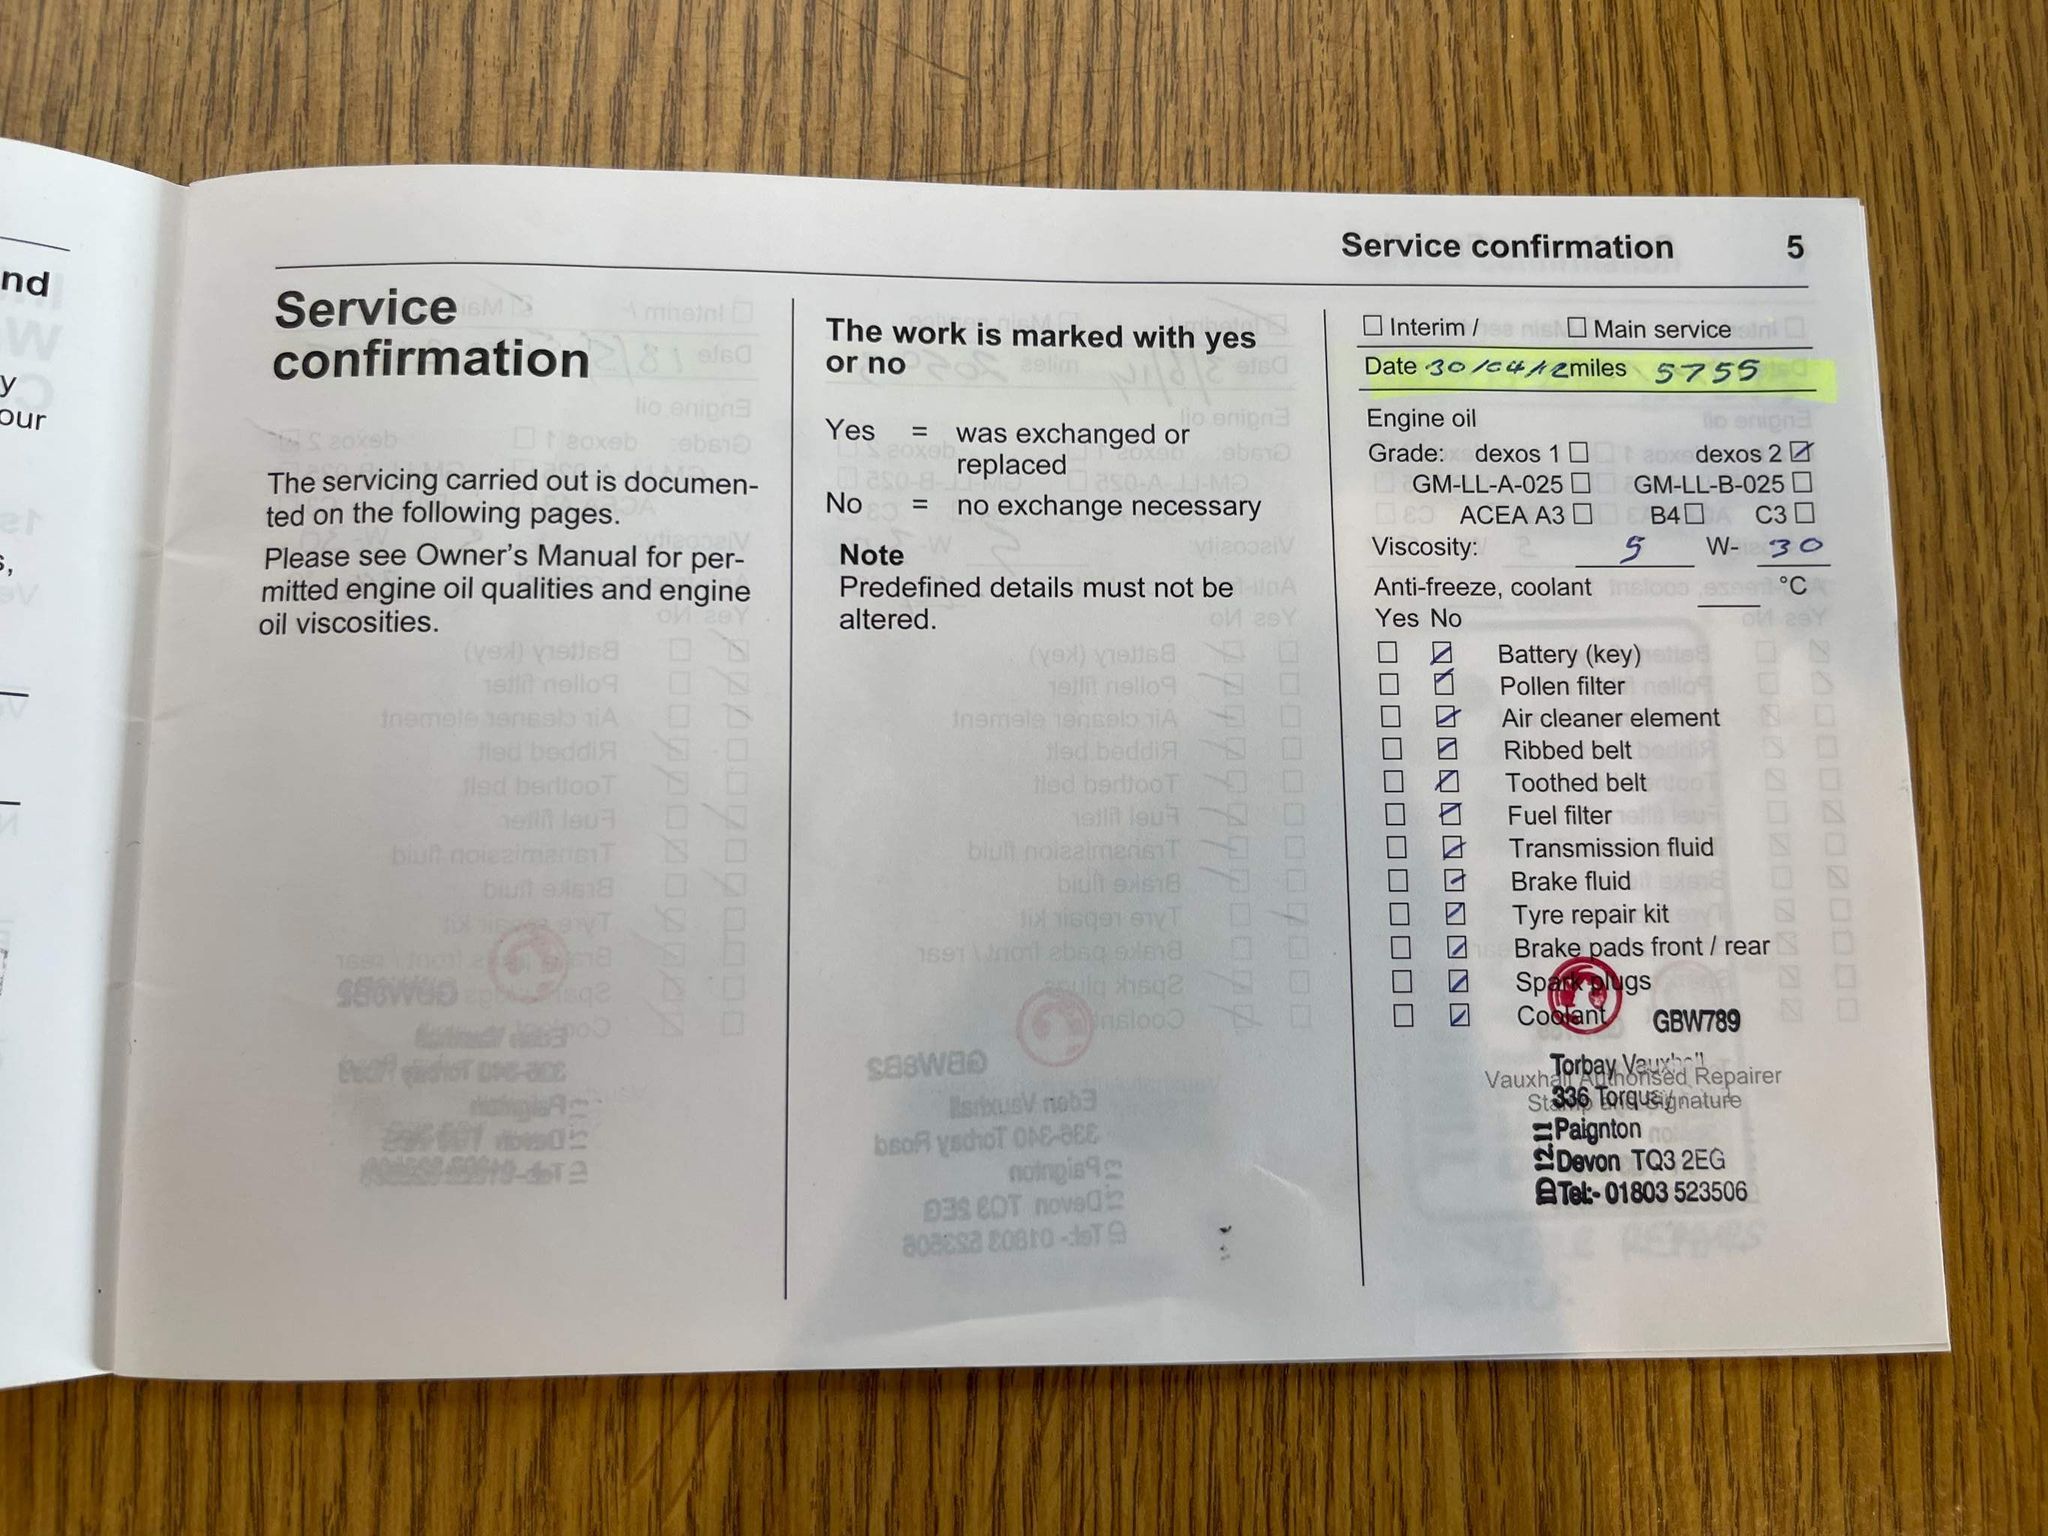 nd
y
our
s,
Service confirmation 5
Service
confirmation
The servicing carried out is documen-
ted on the following pages.
Please see Owner's Manual for per-
mitted engine oil qualities and engine
oil viscosities.
The work is marked with yes
or no
Yes = was exchanged or
replaced
No = no exchange necessary
Note
Predefined details must not be
altered.
☐ Interim / ☐ Main service
Date 30/04/12 miles 5755
Engine oil
Grade: dexos 1 ☐ dexos 2 ☑
GM-LL-A-025 ☐ GM-LL-B-025 ☐
ACEA A3 ☐ B4 ☐ C3 ☐
Viscosity: 5 W- 30
Anti-freeze, coolant °C
Yes No
☐ ☑ Battery (key)
☐ ☑ Pollen filter
☐ ☑ Air cleaner element
☐ ☑ Ribbed belt
☐ ☑ Toothed belt
☐ ☑ Fuel filter
☐ ☑ Transmission fluid
☐ ☑ Brake fluid
☐ ☑ Tyre repair kit
☐ ☑ Brake pads front / rear
☐ ☑ Spark plugs
☐ ☑ Coolant
GBW789
Torbay Vauxhall
Vauxhall Authorised Repairer
336 Torquay
Stamp and Signature
Paignton
Devon TQ3 2EG
Tel:- 01803 523506
ID 12.11